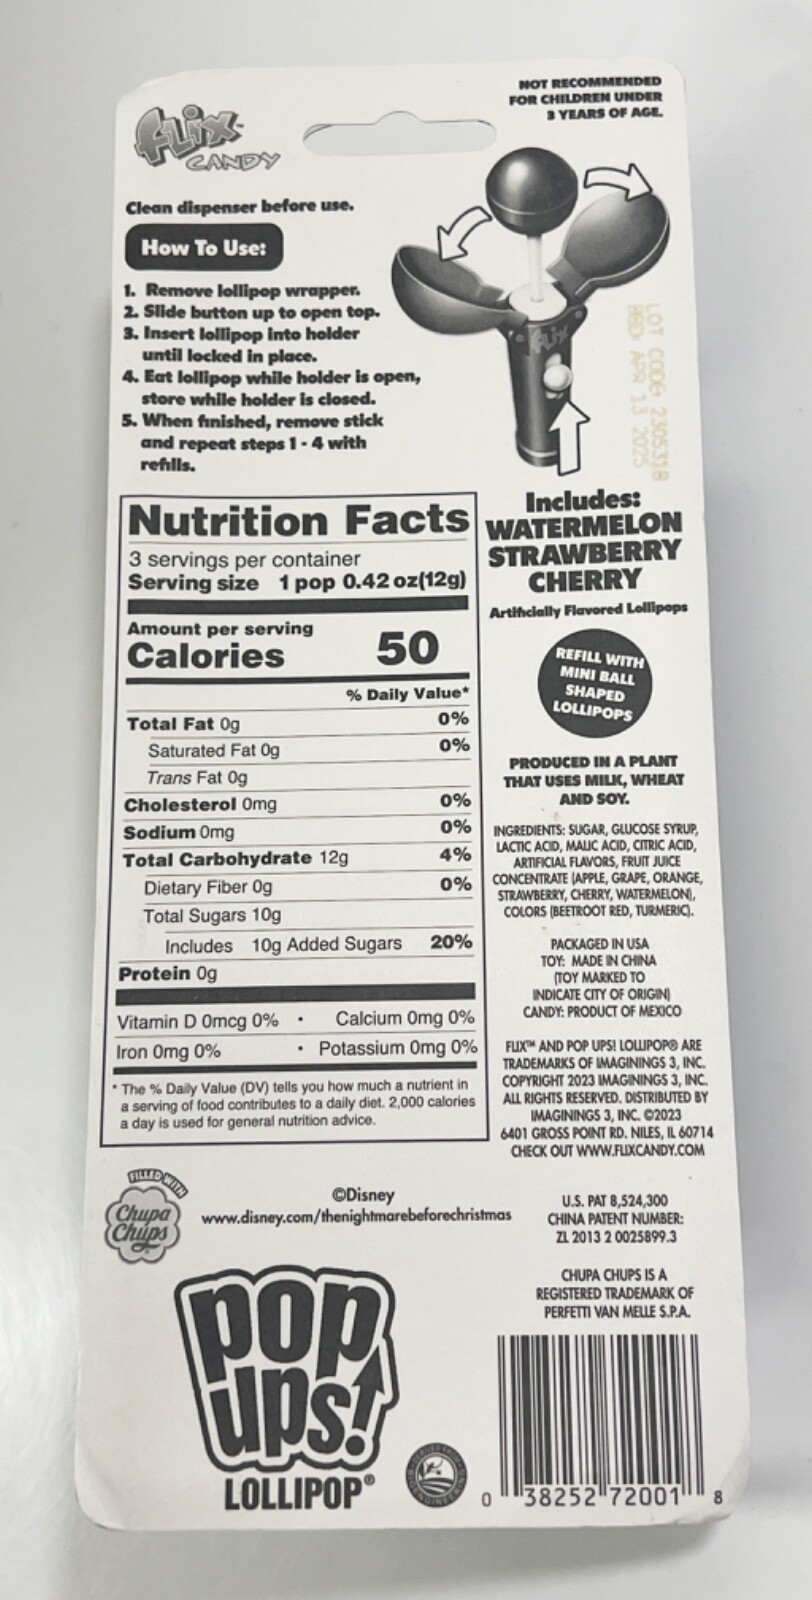 FLIX
CANDY
NOT RECOMMENDED
FOR CHILDREN UNDER
3 YEARS OF AGE.
Clean dispenser before use.
How To Use:
1. Remove lollipop wrapper.
2. Slide button up to open top.
3. Insert lollipop into holder
until locked in place.
4. Eat lollipop while holder is open,
store while holder is closed.
5. When finished, remove stick
and repeat steps 1 - 4 with
refills.
FLIX
LOT CODE 2305318
BBD APR 13 2025
Nutrition Facts
3 servings per container
Serving size 1 pop 0.42 oz(12g)
Amount per serving
Calories 50
% Daily Value*
Total Fat 0g 0%
Saturated Fat 0g 0%
Trans Fat 0g
Cholesterol 0mg 0%
Sodium 0mg 0%
Total Carbohydrate 12g 4%
Dietary Fiber 0g 0%
Total Sugars 10g
Includes 10g Added Sugars 20%
Protein 0g
Vitamin D 0mcg 0% • Calcium 0mg 0%
Iron 0mg 0% • Potassium 0mg 0%
* The % Daily Value (DV) tells you how much a nutrient in
a serving of food contributes to a daily diet. 2,000 calories
a day is used for general nutrition advice.
Includes:
WATERMELON
STRAWBERRY
CHERRY
Artificially Flavored Lollipops
REFILL WITH
MINI BALL
SHAPED
LOLLIPOPS
PRODUCED IN A PLANT
THAT USES MILK, WHEAT
AND SOY.
INGREDIENTS: SUGAR, GLUCOSE SYRUP,
LACTIC ACID, MALIC ACID, CITRIC ACID,
ARTIFICIAL FLAVORS, FRUIT JUICE
CONCENTRATE (APPLE, GRAPE, ORANGE,
STRAWBERRY, CHERRY, WATERMELON),
COLORS (BEETROOT RED, TURMERIC).
PACKAGED IN USA
TOY: MADE IN CHINA
(TOY MARKED TO
INDICATE CITY OF ORIGIN)
CANDY: PRODUCT OF MEXICO
FLIX™ AND POP UPS! LOLLIPOP® ARE
TRADEMARKS OF IMAGININGS 3, INC.
COPYRIGHT 2023 IMAGININGS 3, INC.
ALL RIGHTS RESERVED. DISTRIBUTED BY
IMAGININGS 3, INC. ©2023
6401 GROSS POINT RD. NILES, IL 60714
CHECK OUT WWW.FLIXCANDY.COM
FILLED WITH
Chupa
Chups
©Disney
www.disney.com/thenightmarebeforechristmas
U.S. PAT 8,524,300
CHINA PATENT NUMBER:
ZL 2013 2 0025899.3
CHUPA CHUPS IS A
REGISTERED TRADEMARK OF
PERFETTI VAN MELLE S.P.A.
pop
ups!
LOLLIPOP®
0 38252 72001 8